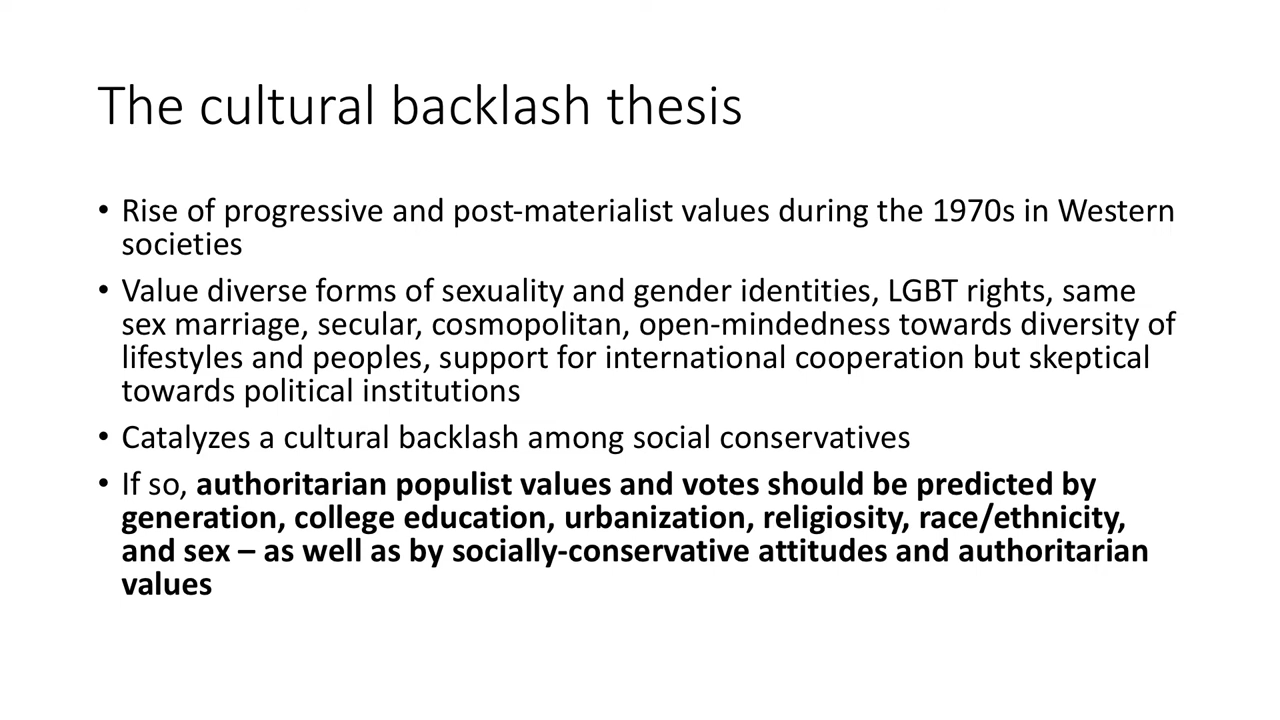 The cultural backlash thesis
• Rise of progressive and post-materialist values during the 1970s in Western
societies
• Value diverse forms of sexuality and gender identities, LGBT rights, same
sex marriage, secular, cosmopolitan, open-mindedness towards diversity of
lifestyles and peoples, support for international cooperation but skeptical
towards political institutions
• Catalyzes a cultural backlash among social conservatives
• If so, authoritarian populist values and votes should be predicted by
generation, college education, urbanization, religiosity, race/ethnicity,
and sex – as well as by socially-conservative attitudes and authoritarian
values